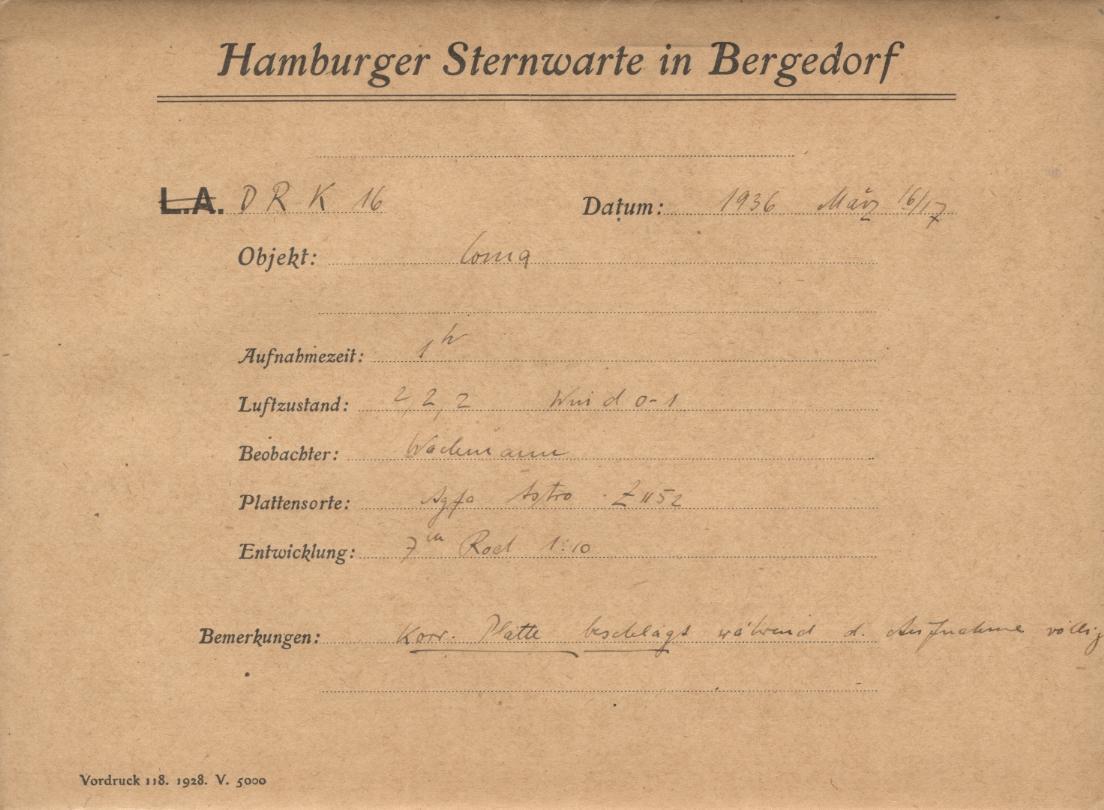 Hamburger Sternwarte in Bergedorf
L.A. D R K 16 Datum: 1936 März 16/17
Objekt: Coma
Aufnahmezeit: 1h
Luftzustand: 2, 2, 2 Wind 0-1
Beobachter: Wachmann
Plattensorte: Agfa Astro Z 1152
Entwicklung: 7m Rod 1:10
Bemerkungen: Korr. Platte beschlägt während d. Aufnahme völlig
Vordruck 118. 1928. V. 5000